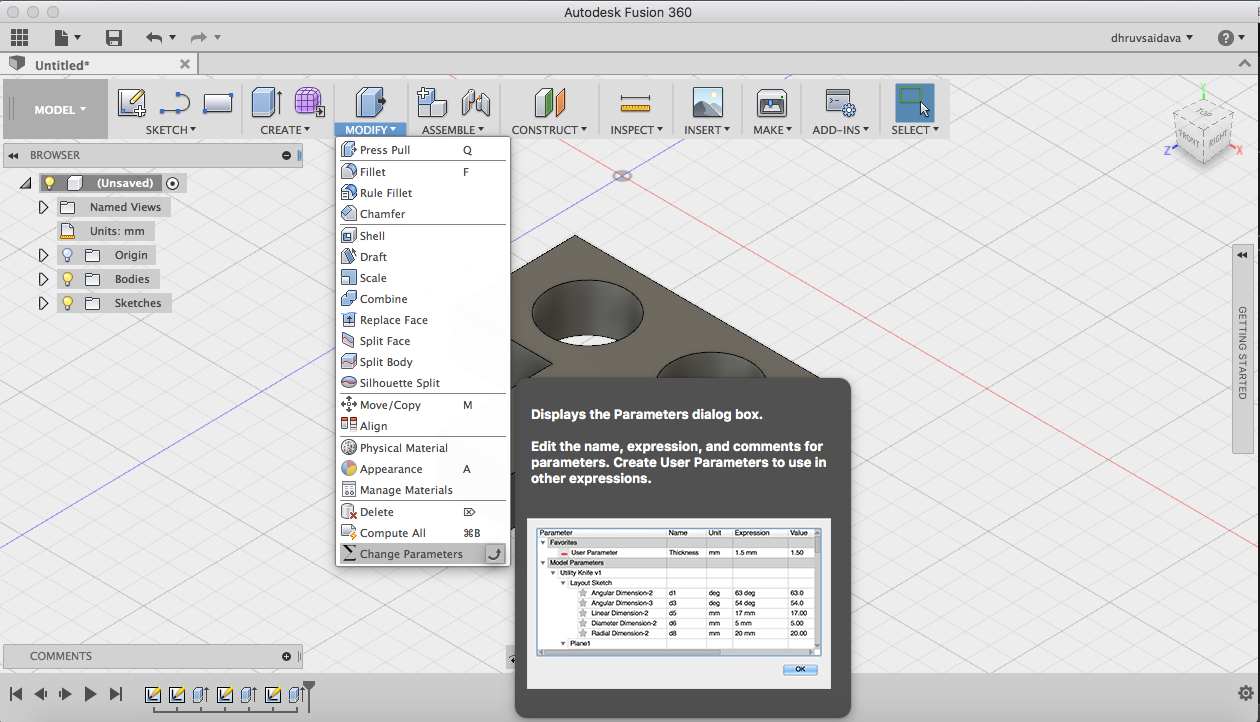 Autodesk Fusion 360
dhruvsaidava
Untitled*
MODEL
SKETCH
CREATE
MODIFY
ASSEMBLE
CONSTRUCT
INSPECT
INSERT
MAKE
ADD-INS
SELECT
BROWSER
(Unsaved)
Named Views
Units: mm
Origin
Bodies
Sketches
Press Pull Q
Fillet F
Rule Fillet
Chamfer
Shell
Draft
Scale
Combine
Replace Face
Split Face
Split Body
Silhouette Split
Move/Copy M
Align
Physical Material
Appearance A
Manage Materials
Delete
Compute All ⌘B
Change Parameters
Displays the Parameters dialog box.
Edit the name, expression, and comments for
parameters. Create User Parameters to use in
other expressions.
Parameter Name Unit Expression Value
Favorites
User Parameter Thickness mm 1.5 mm 1.50
Model Parameters
Utility Knife v1
Layout Sketch
Angular Dimension-2 d1 deg 63 deg 63.0
Angular Dimension-3 d3 deg 54 deg 54.0
Linear Dimension-2 d5 mm 17 mm 17.00
Diameter Dimension-2 d6 mm 5 mm 5.00
Radial Dimension-2 d8 mm 20 mm 20.00
Plane1
OK
Y
TOP
FRONT
RIGHT
Z
X
GETTING STARTED
COMMENTS